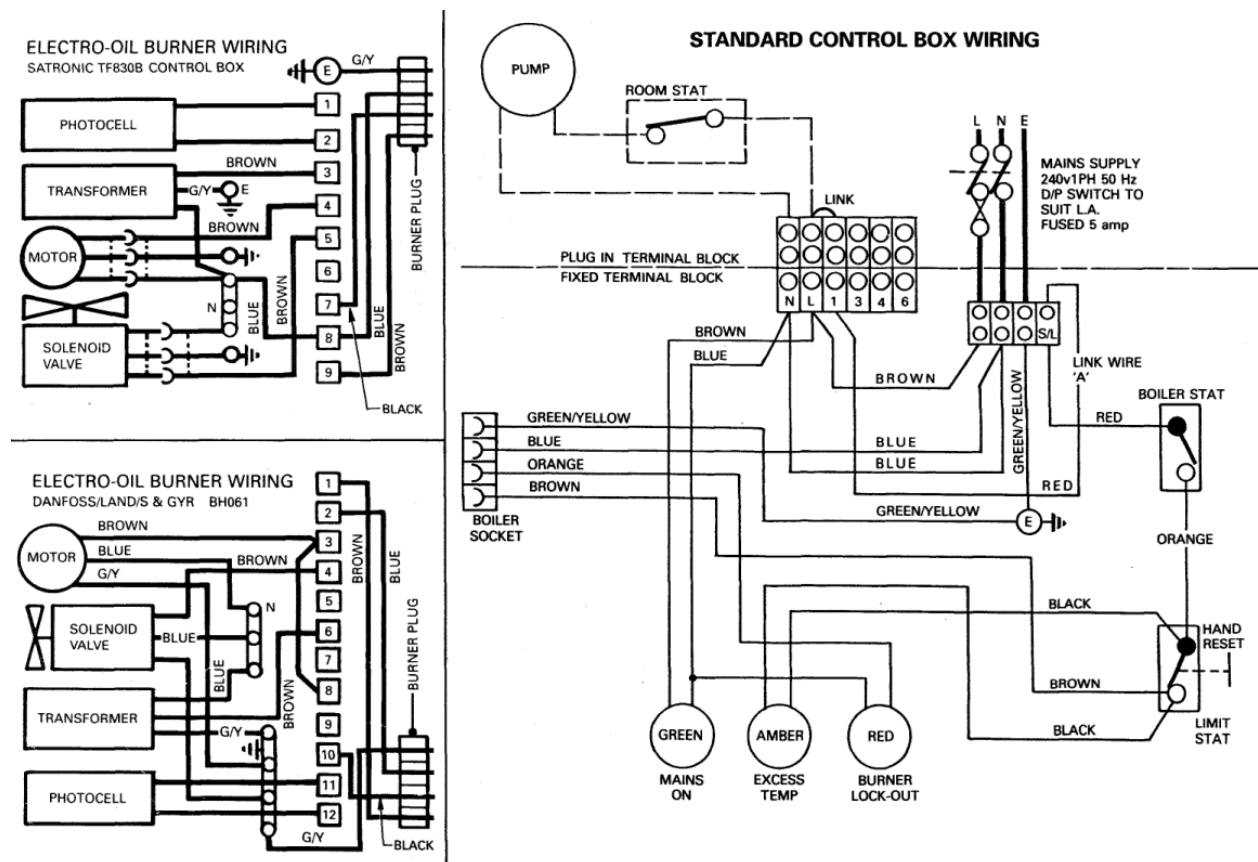 ELECTRO-OIL BURNER WIRING
SATRONIC TF830B CONTROL BOX
E
G/Y
PHOTOCELL
1
2
BROWN
TRANSFORMER
G/Y
E
3
BROWN
4
MOTOR
5
6
N
BLUE
BROWN
7
SOLENOID
VALVE
8
BLUE
BROWN
9
BLACK
BURNER PLUG
ELECTRO-OIL BURNER WIRING
DANFOSS/LAND/S & GYR BH061
BROWN
MOTOR
BLUE
BROWN
G/Y
1
2
3
4
5
6
7
8
9
10
11
12
BROWN
BLUE
N
SOLENOID
VALVE
BLUE
BLUE
BROWN
TRANSFORMER
G/Y
PHOTOCELL
G/Y
BURNER PLUG
BLACK
STANDARD CONTROL BOX WIRING
PUMP
ROOM STAT
L N E
MAINS SUPPLY
240v1PH 50 Hz
D/P SWITCH TO
SUIT L.A.
FUSED 5 amp
LINK
PLUG IN TERMINAL BLOCK
FIXED TERMINAL BLOCK
N L 1 3 4 6
S/L
BROWN
BLUE
BROWN
LINK WIRE
'A'
BOILER STAT
GREEN/YELLOW
RED
GREEN/YELLOW
BLUE
BLUE
ORANGE
BLUE
BROWN
RED
BOILER
SOCKET
GREEN/YELLOW
E
ORANGE
BLACK
HAND
RESET
BROWN
BLACK
LIMIT
STAT
GREEN
AMBER
RED
MAINS
ON
EXCESS
TEMP
BURNER
LOCK-OUT